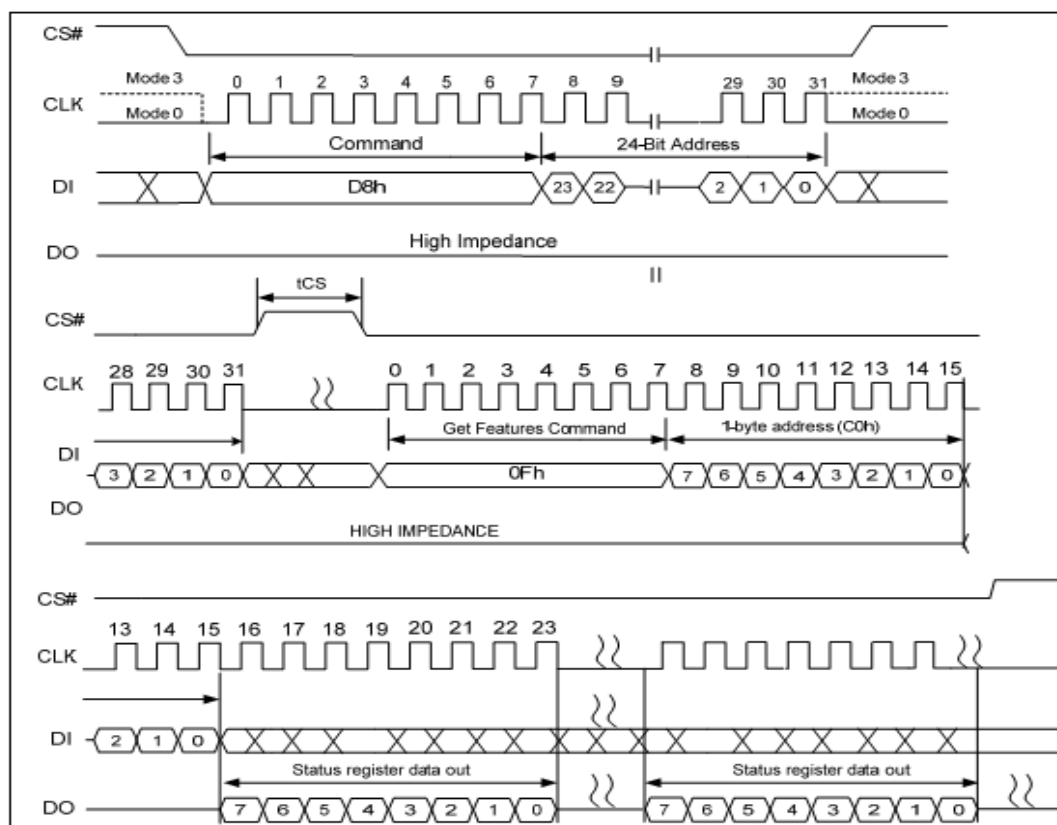 CS#
Mode 3
0 1 2 3 4 5 6 7 8 9 29 30 31
Mode 3
CLK
Mode 0
Mode 0
Command
24-Bit Address
DI
D8h
23 22 2 1 0
High Impedance
DO
tCS
CS#
28 29 30 31 0 1 2 3 4 5 6 7 8 9 10 11 12 13 14 15
CLK
Get Features Command
1-byte address (C0h)
DI
3 2 1 0 0Fh 7 6 5 4 3 2 1 0
DO
HIGH IMPEDANCE
CS#
13 14 15 16 17 18 19 20 21 22 23
CLK
DI
2 1 0
Status register data out
Status register data out
DO
7 6 5 4 3 2 1 0 7 6 5 4 3 2 1 0